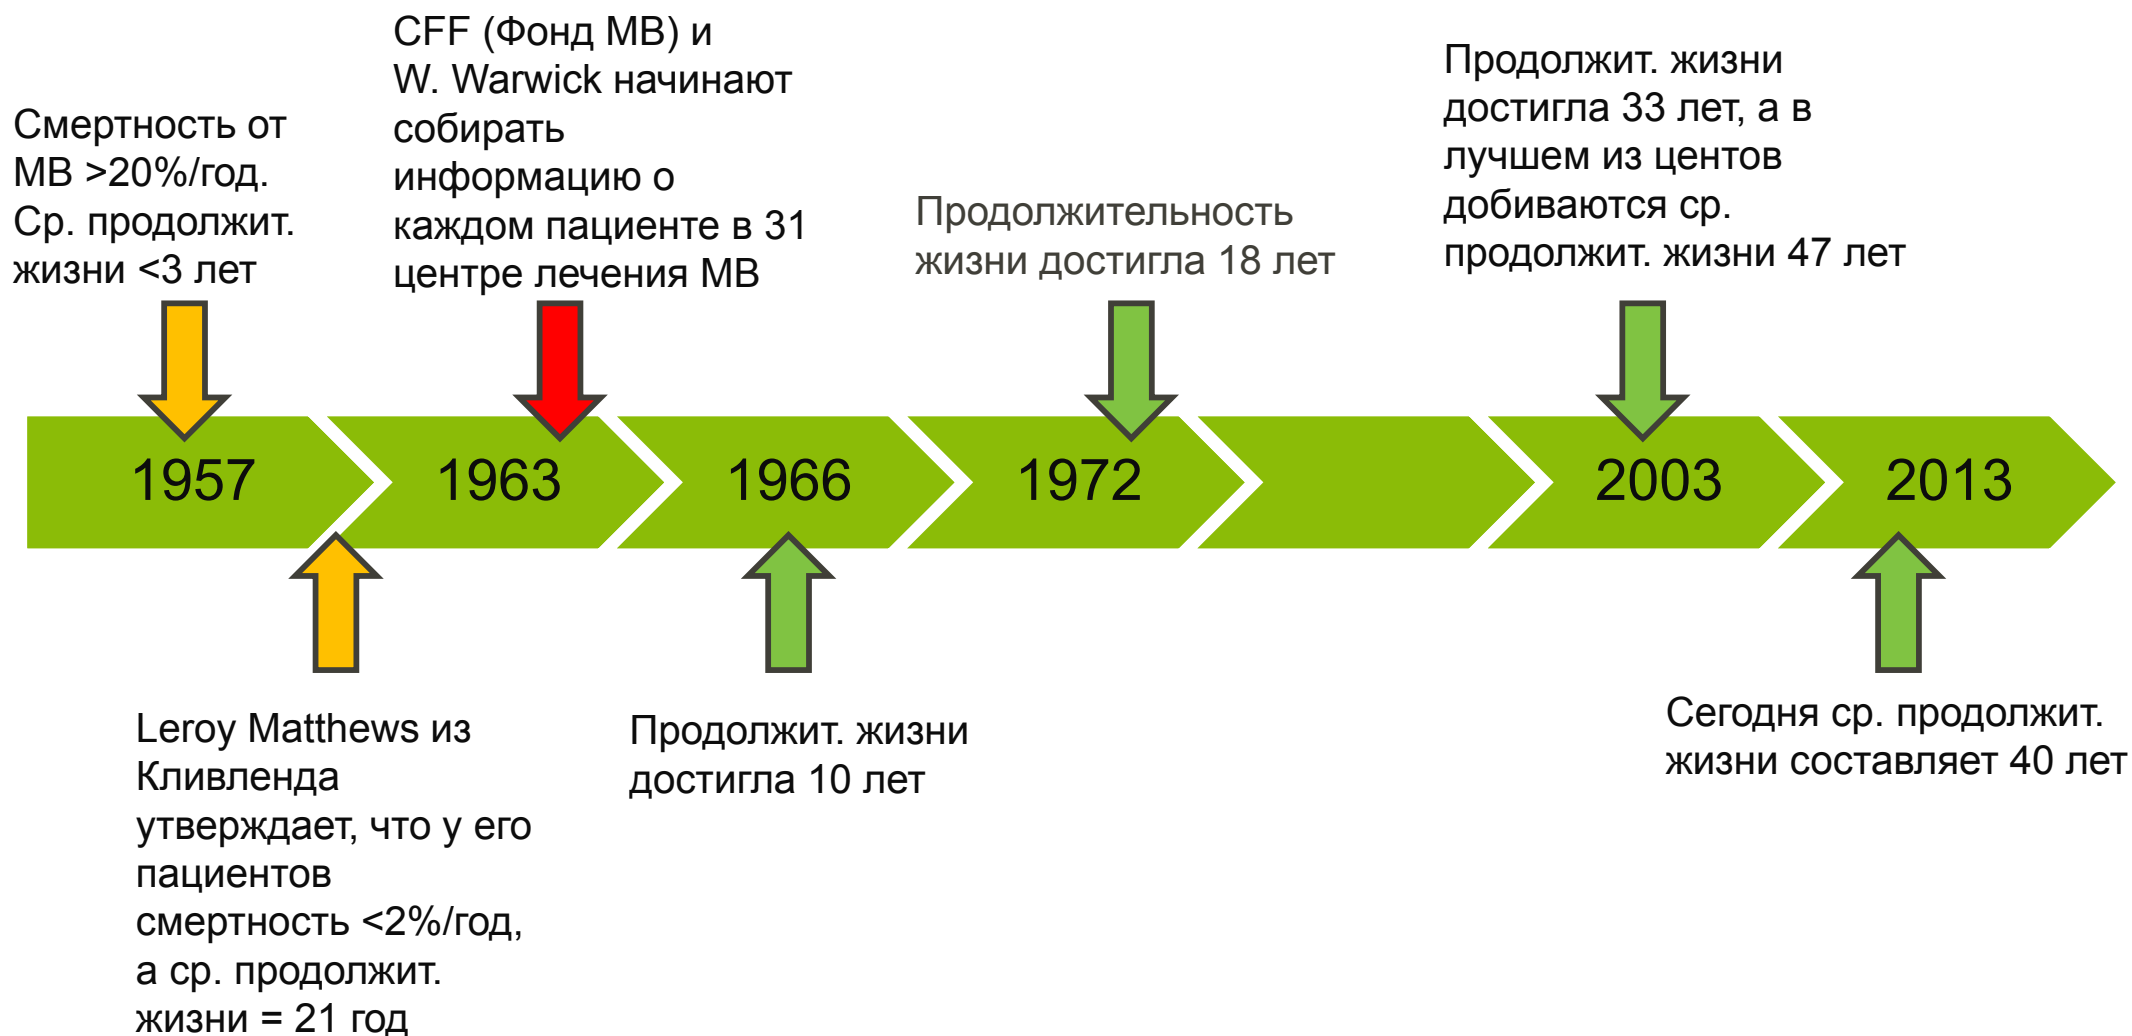 Смертность от
МВ >20%/год.
Ср. продолжит.
жизни <3 лет
CFF (Фонд МВ) и
W. Warwick начинают
собирать
информацию о
каждом пациенте в 31
центре лечения МВ
Продолжительность
жизни достигла 18 лет
Продолжит. жизни
достигла 33 лет, а в
лучшем из центов
добиваются ср.
продолжит. жизни 47 лет
1957
1963
1966
1972
2003
2013
Leroy Matthews из
Кливленда
утверждает, что у его
пациентов
смертность <2%/год,
а ср. продолжит.
жизни = 21 год
Продолжит. жизни
достигла 10 лет
Сегодня ср. продолжит.
жизни составляет 40 лет